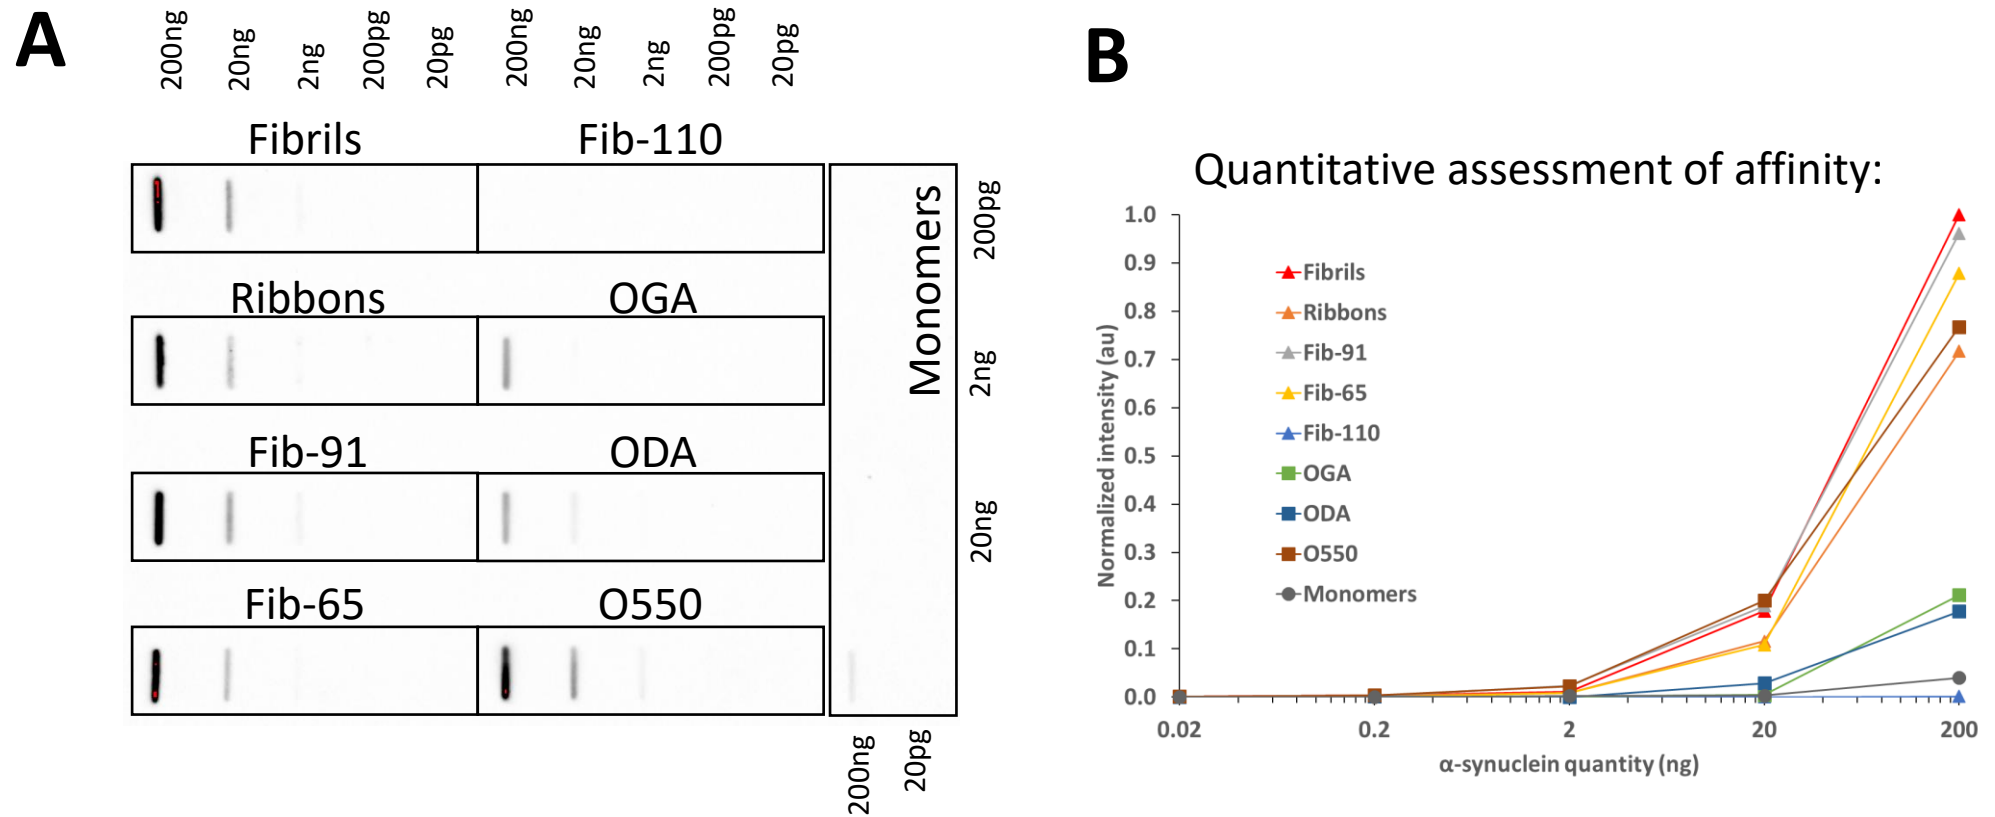 A
200ng 20ng 2ng 200pg 20pg 200ng 20ng 2ng 200pg 20pg
Fibrils Fib-110
Ribbons OGA
Fib-91 ODA
Fib-65 O550
Monomers
200pg
2ng
20ng
200ng 20pg
B
Quantitative assessment of affinity:
Normalized intensity (au)
1.0
0.9
0.8
0.7
0.6
0.5
0.4
0.3
0.2
0.1
0.0
Fibrils
Ribbons
Fib-91
Fib-65
Fib-110
OGA
ODA
O550
Monomers
0.02 0.2 2 20 200
α-synuclein quantity (ng)